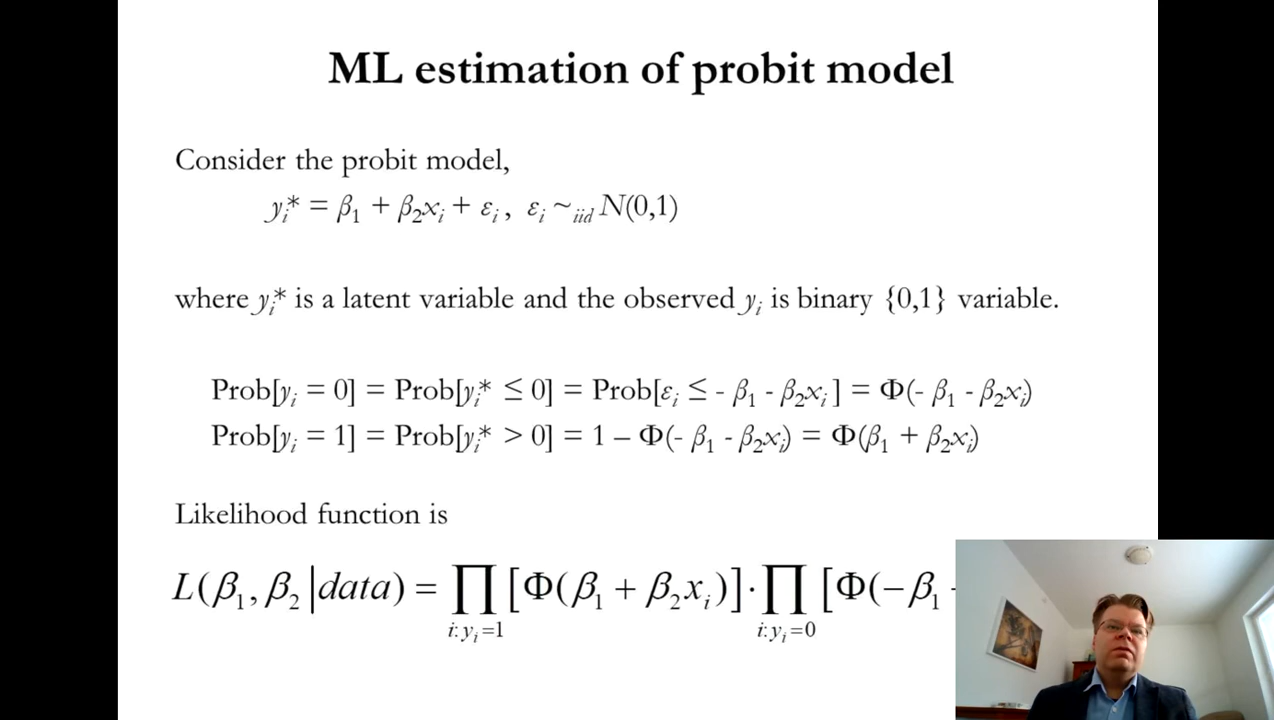 ML estimation of probit model
Consider the probit model,
yᵢ* = β₁ + β₂xᵢ + εᵢ , εᵢ ~ᵢᵢd N(0,1)
where yᵢ* is a latent variable and the observed yᵢ is binary {0,1} variable.
Prob[yᵢ = 0] = Prob[yᵢ* ≤ 0] = Prob[εᵢ ≤ - β₁ - β₂xᵢ ] = Φ(- β₁ - β₂xᵢ)
Prob[yᵢ = 1] = Prob[yᵢ* > 0] = 1 – Φ(- β₁ - β₂xᵢ) = Φ(β₁ + β₂xᵢ)
Likelihood function is
L(β₁, β₂ |data) = ∏ [Φ(β₁ + β₂xᵢ)] · ∏ [Φ(−β₁
i:yᵢ=1 i:yᵢ=0